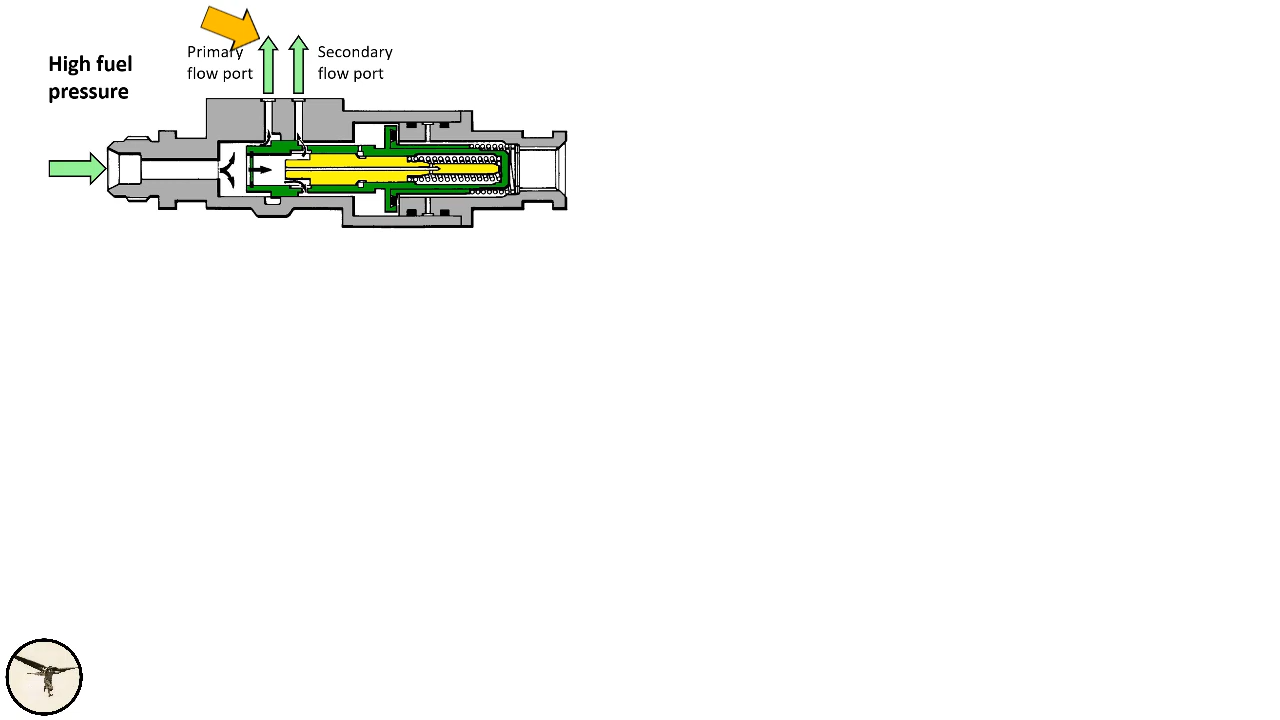 High fuel
pressure
Primary
flow port
Secondary
flow port